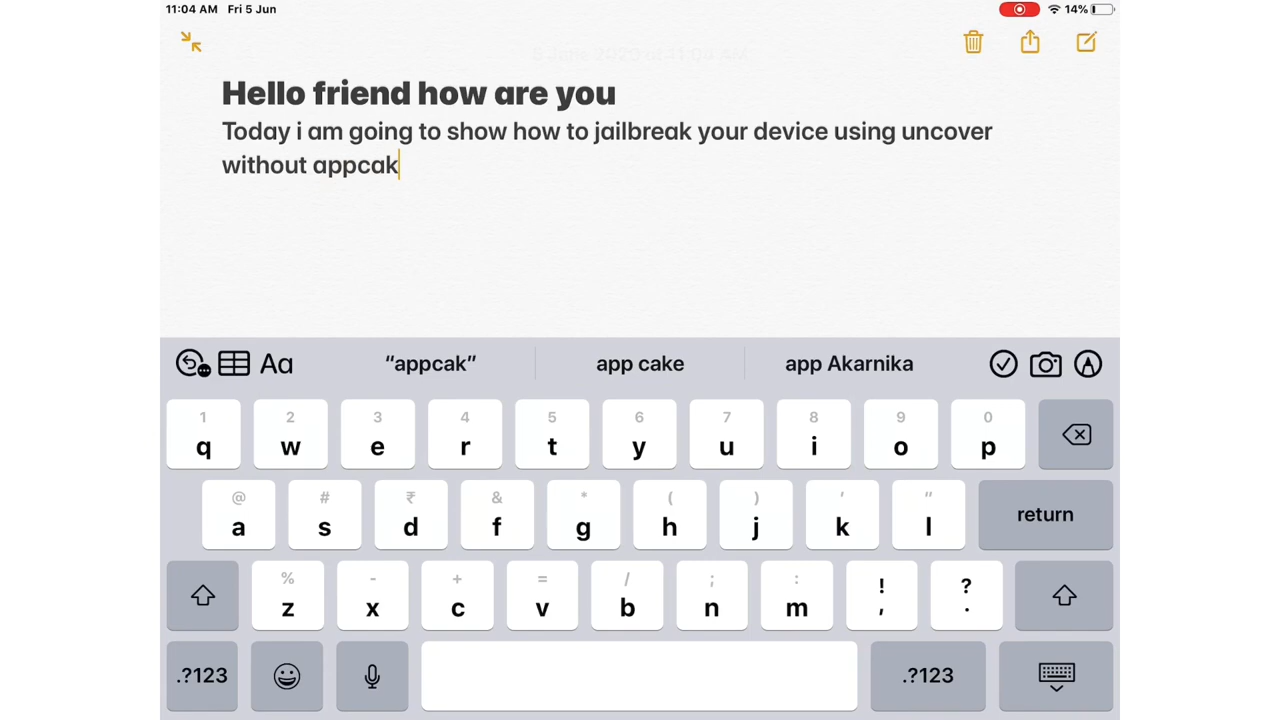 11:04 AM Fri 5 Jun 14%
Hello friend how are you
Today i am going to show how to jailbreak your device using uncover
without appcak
Aa "appcak" app cake app Akarnika
1 2 3 4 5 6 7 8 9 0
q w e r t y u i o p
@ # ₹ & * ( ) ' "
a s d f g h j k l return
% - + = / ; : ! ?
z x c v b n m , .
.?123 .?123